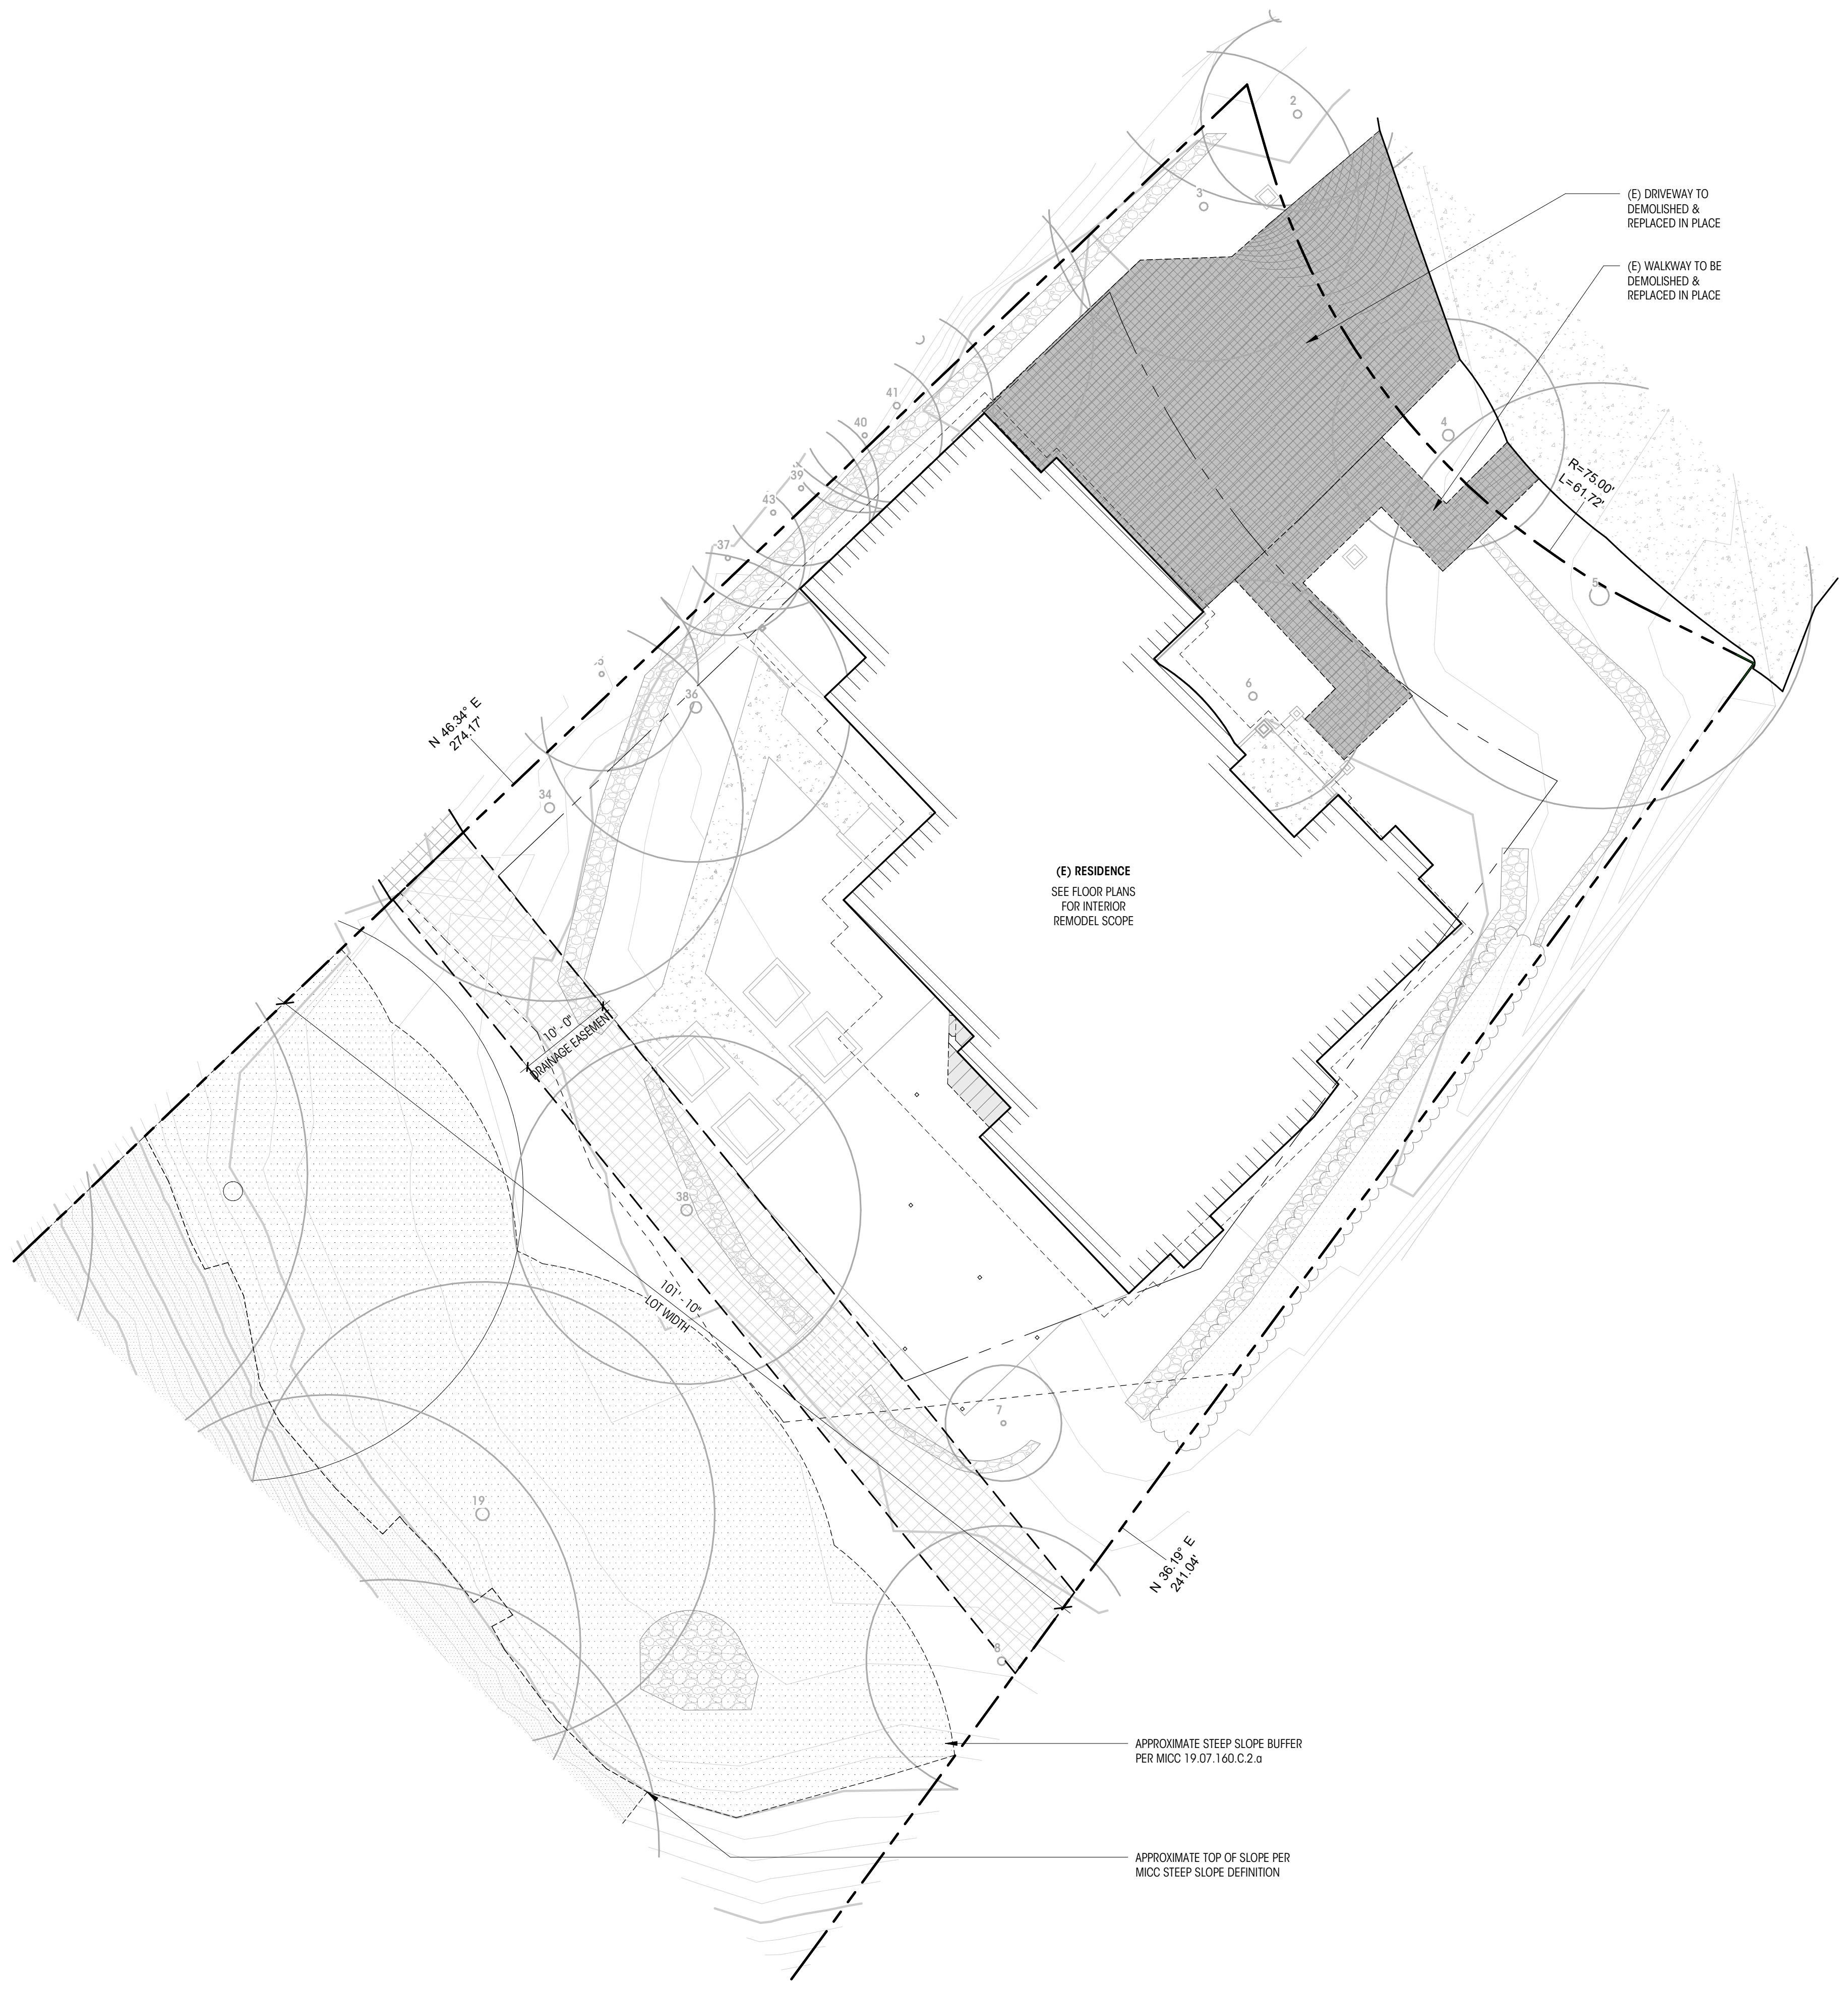 2
3
(E) DRIVEWAY TO
DEMOLISHED &
REPLACED IN PLACE
(E) WALKWAY TO BE
DEMOLISHED &
REPLACED IN PLACE
41
40
39
43
37
4
R=75.00'
L=61.72'
5
36
6
N 46.34° E
274.17'
34
(E) RESIDENCE
SEE FLOOR PLANS
FOR INTERIOR
REMODEL SCOPE
10' - 0"
DRAINAGE EASEMENT
38
101' - 10"
LOT WIDTH
7
19
N 36.19° E
241.04'
8
APPROXIMATE STEEP SLOPE BUFFER
PER MICC 19.07.160.C.2.a
APPROXIMATE TOP OF SLOPE PER
MICC STEEP SLOPE DEFINITION